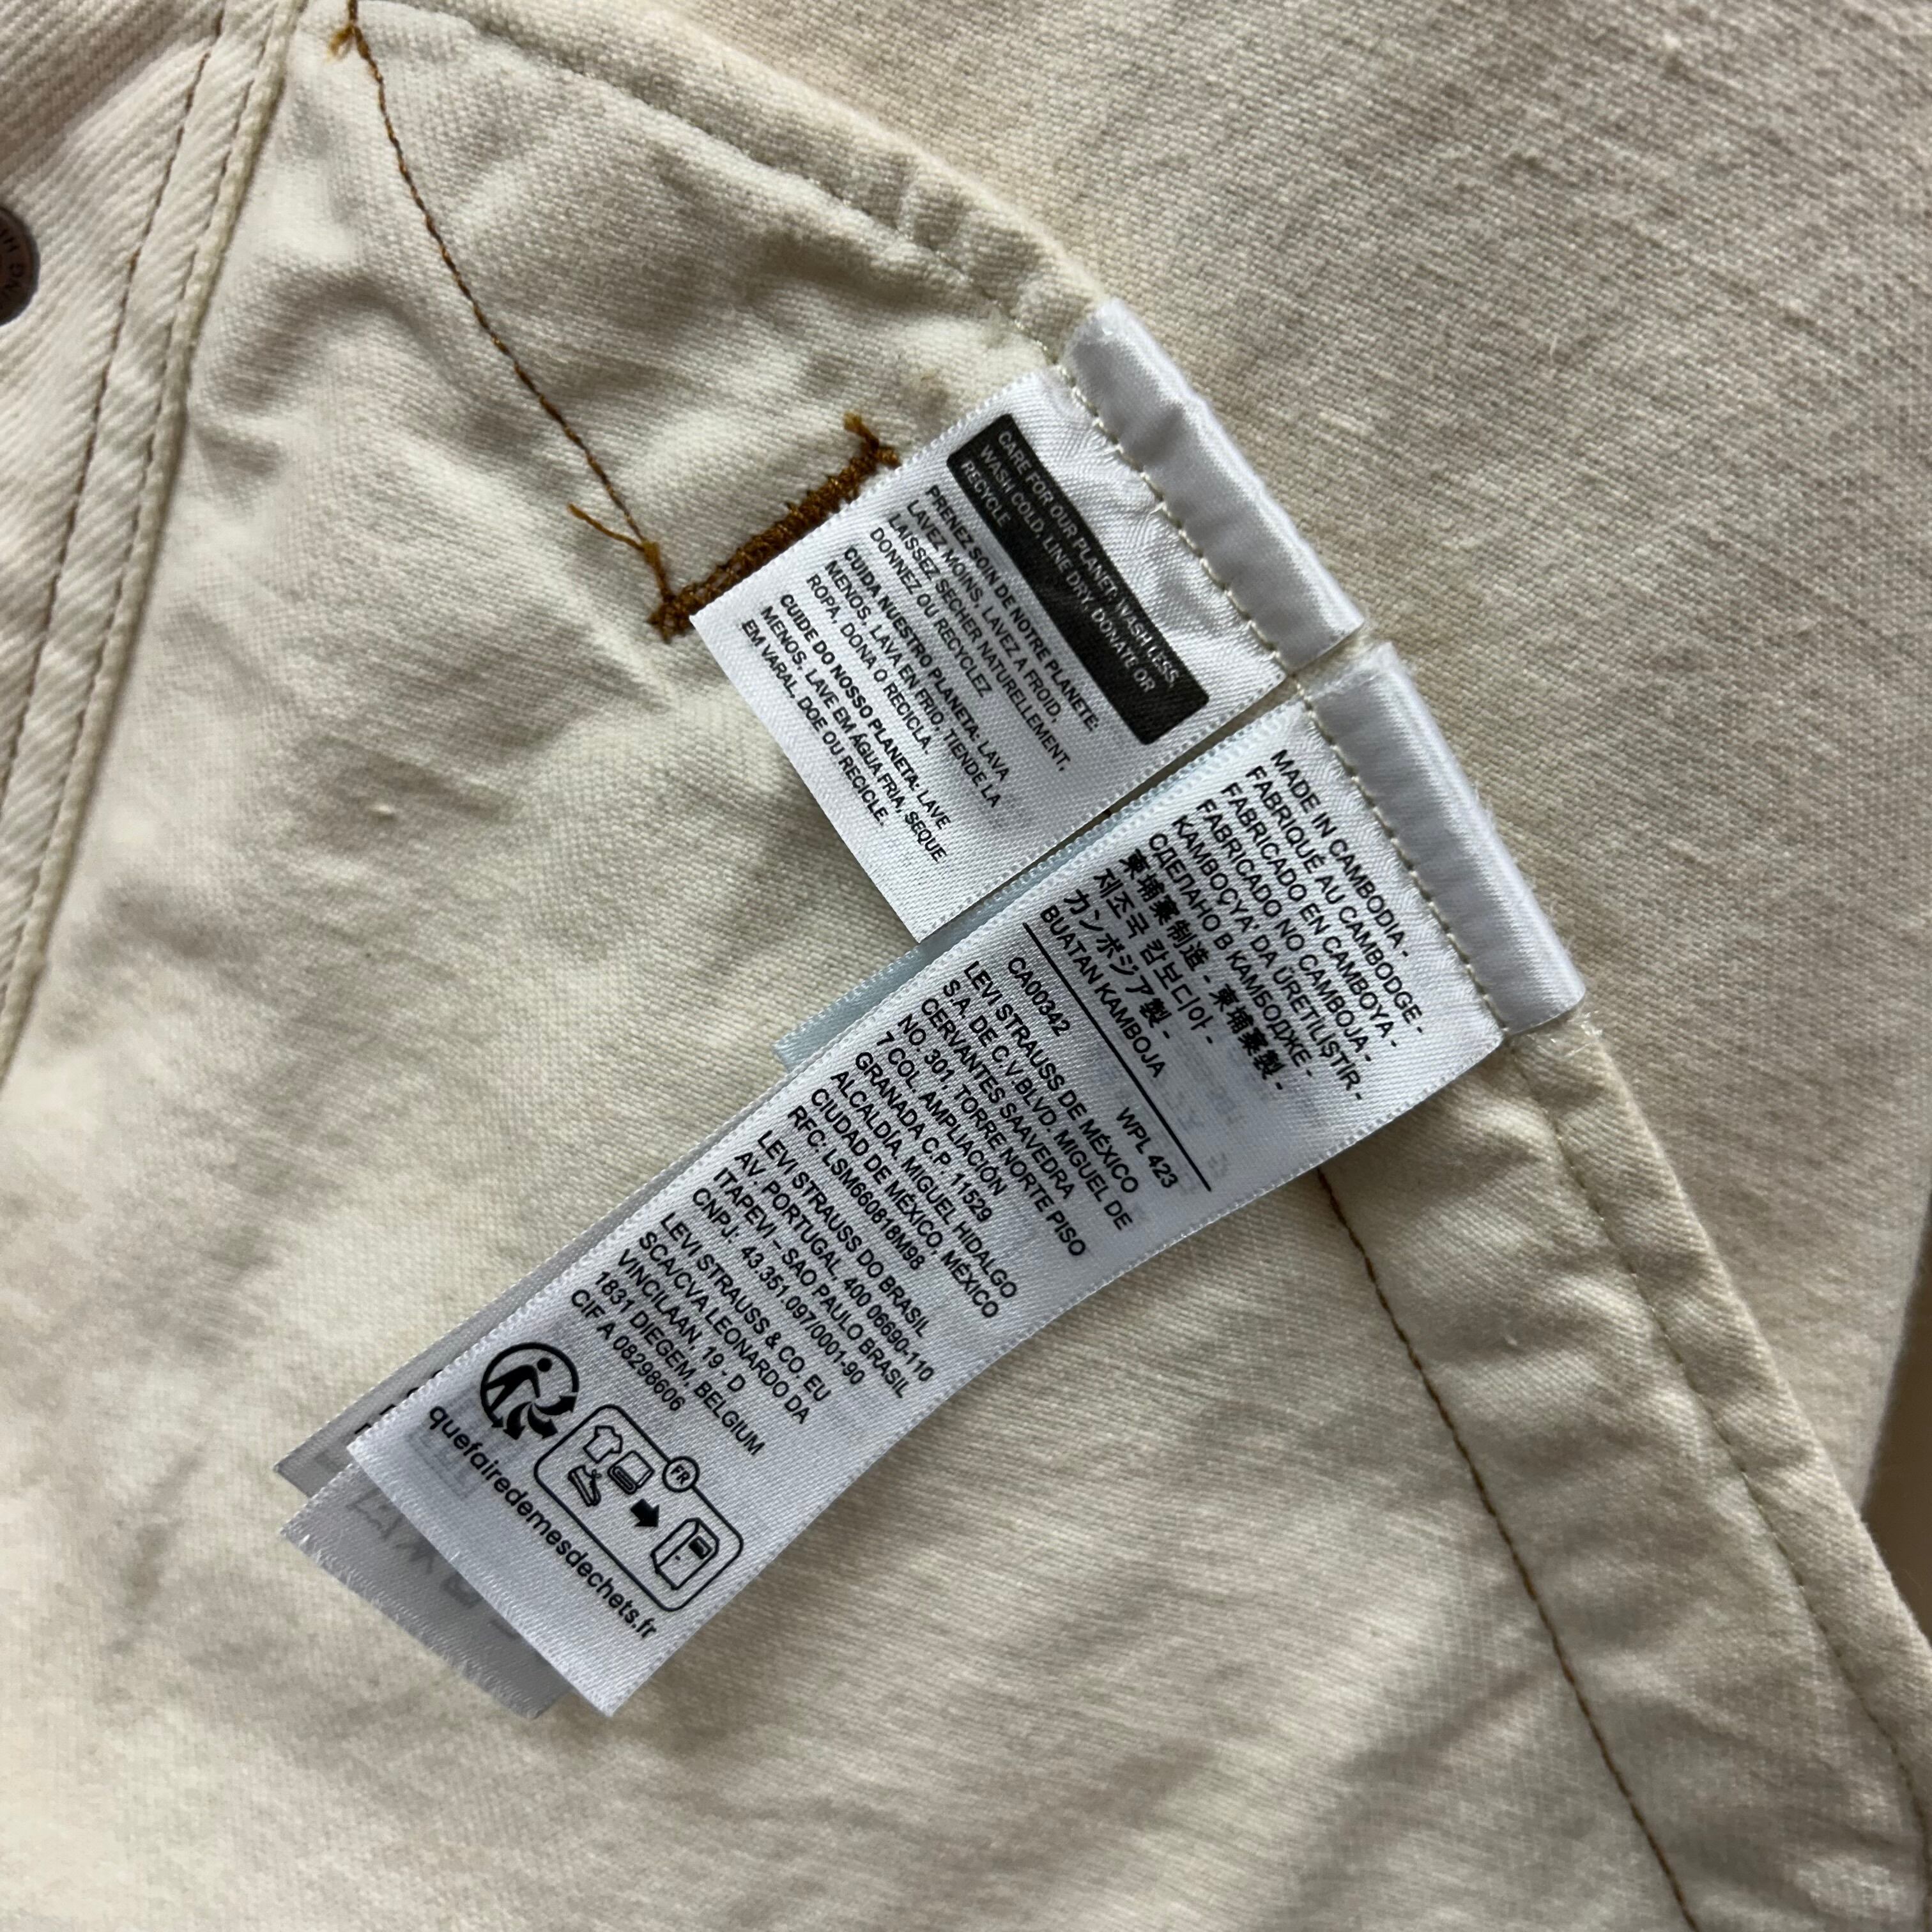 CARE FOR OUR PLANET: WASH LESS,
WASH COLD, LINE DRY, DONATE OR
RECYCLE
PRENEZ SOIN DE NOTRE PLANETE:
LAVEZ MOINS, LAVEZ A FROID,
LAISSEZ SECHER NATURELLEMENT,
DONNEZ OU RECYCLEZ
CUIDA NUESTRO PLANETA: LAVA
MENOS, LAVA EN FRIO, TIENDE LA
ROPA, DONA O RECICLA.
CUIDE DO NOSSO PLANETA: LAVE
MENOS, LAVE EM ÁGUA FRIA, SEQUE
EM VARAL, DOE OU RECICLE.
MADE IN CAMBODIA -
FABRIQUÉ AU CAMBODGE -
FABRICADO EN CAMBOYA -
FABRICADO NO CAMBOJA -
KAMBOÇYA' DA ÜRETILISTIR -
СДЕЛАНО В КАМБОДЖЕ -
柬埔寨制造 - 柬埔寨製 -
제조국 캄보디아 -
カンボジア製 -
BUATAN KAMBOJA
CA00342 WPL 423
LEVI STRAUSS DE MÉXICO
S.A. DE C.V. BLVD. MIGUEL DE
CERVANTES SAAVEDRA
NO. 301, TORRE NORTE PISO
7 COL. AMPLIACIÓN
GRANADA C.P. 11529
ALCALDÍA. MIGUEL HIDALGO
CIUDAD DE MÉXICO, MÉXICO
RFC: LSM660818M98
LEVI STRAUSS DO BRASIL
AV. PORTUGAL, 400 06690-110
ITAPEVI – SAO PAULO BRASIL
CNPJ: 43.351.097/0001-90
LEVI STRAUSS & CO. EU
SCA/CVA LEONARDO DA
VINCILAAN, 19 - D
1831 DIEGEM, BELGIUM
CIF A 08298606
FR
quefairedemesdechets.fr